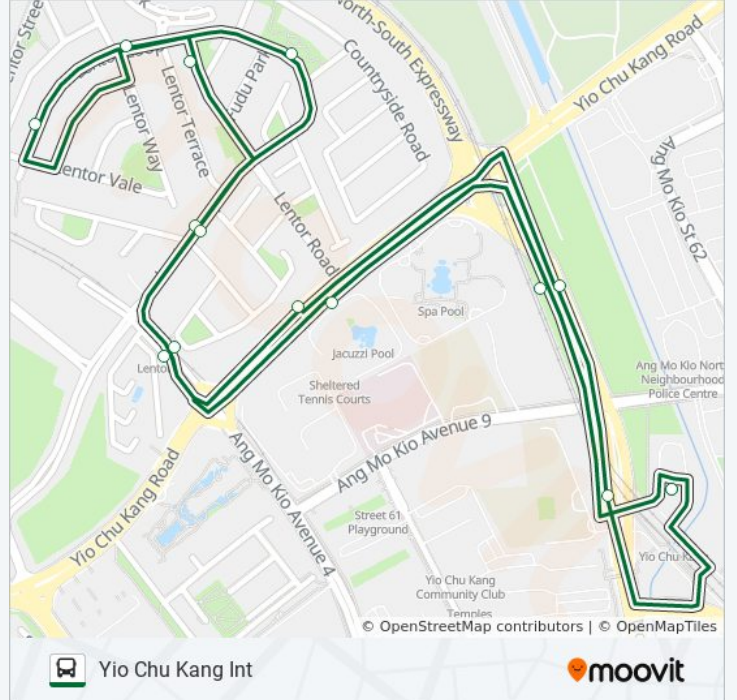 North-South Expressway
Countryside Road
Yio Chu Kang Road
Lentor Terrace
Lentor Way
Lentor Vale
Lentor Road
Ang Mo Kio St 62
Spa Pool
Jacuzzi Pool
Sheltered
Tennis Courts
Ang Mo Kio North
Neighbourhood
Police Centre
Ang Mo Kio Avenue 9
Yio Chu Kang Road
Ang Mo Kio Avenue 4
Street 61
Playground
Yio Chu Kang
Community Club
Temples
© OpenStreetMap contributors | © OpenMapTiles
Yio Chu Kang Int
moovit